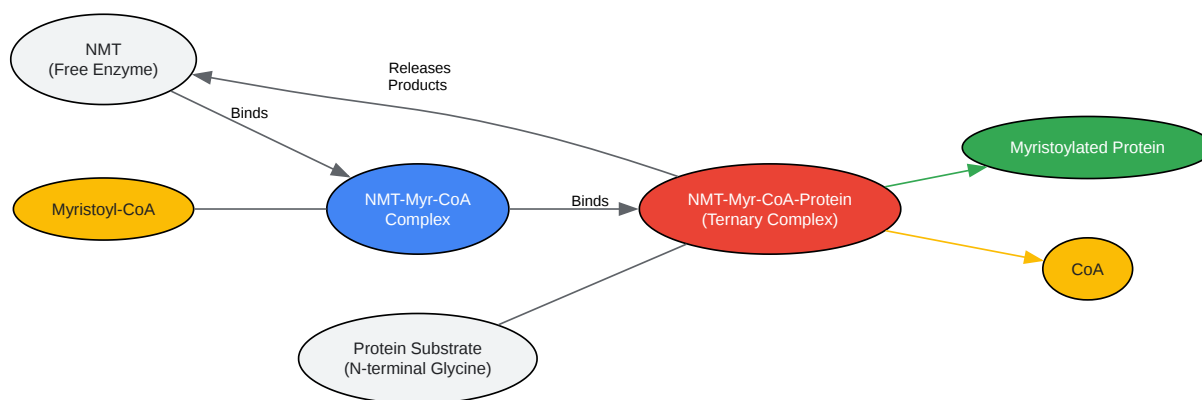 NMT
(Free Enzyme)
Releases
Products
Binds
Myristoylated Protein
Myristoyl-CoA
NMT-Myr-CoA
Complex
Binds
NMT-Myr-CoA-Protein
(Ternary Complex)
CoA
Protein Substrate
(N-terminal Glycine)